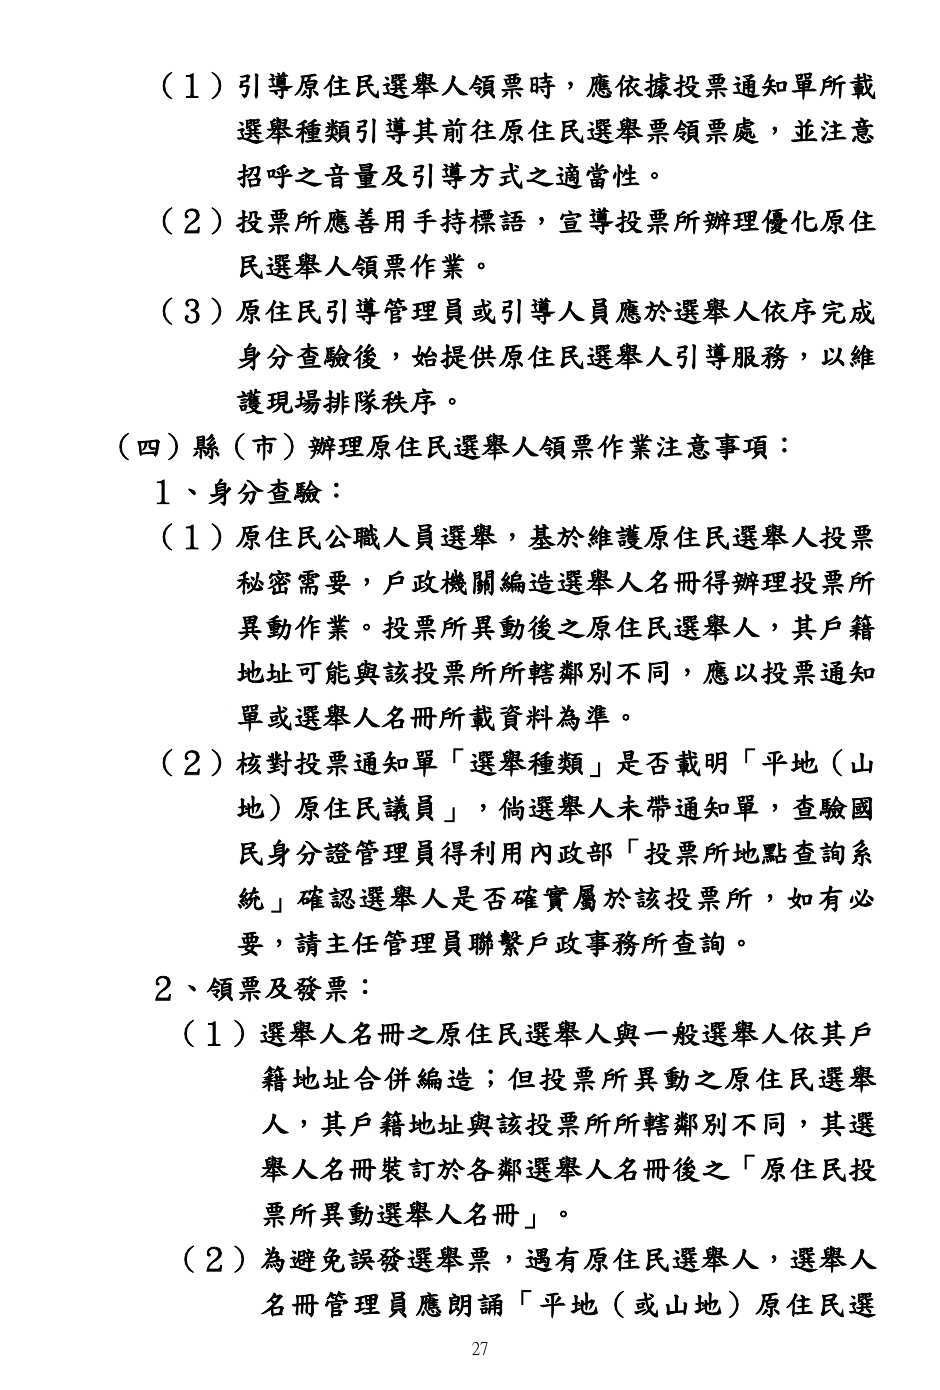 （1）引導原住民選舉人領票時，應依據投票通知單所載
選舉種類引導其前往原住民選舉票領票處，並注意
招呼之音量及引導方式之適當性。
（2）投票所應善用手持標語，宣導投票所辦理優化原住
民選舉人領票作業。
（3）原住民引導管理員或引導人員應於選舉人依序完成
身分查驗後，始提供原住民選舉人引導服務，以維
護現場排隊秩序。
（四）縣（市）辦理原住民選舉人領票作業注意事項：
1、身分查驗：
（1）原住民公職人員選舉，基於維護原住民選舉人投票
秘密需要，戶政機關編造選舉人名冊得辦理投票所
異動作業。投票所異動後之原住民選舉人，其戶籍
地址可能與該投票所所轄鄰別不同，應以投票通知
單或選舉人名冊所載資料為準。
（2）核對投票通知單「選舉種類」是否載明「平地（山
地）原住民議員」，倘選舉人未帶通知單，查驗國
民身分證管理員得利用內政部「投票所地點查詢系
統」確認選舉人是否確實屬於該投票所，如有必
要，請主任管理員聯繫戶政事務所查詢。
2、領票及發票：
（1）選舉人名冊之原住民選舉人與一般選舉人依其戶
籍地址合併編造；但投票所異動之原住民選舉
人，其戶籍地址與該投票所所轄鄰別不同，其選
舉人名冊裝訂於各鄰選舉人名冊後之「原住民投
票所異動選舉人名冊」。
（2）為避免誤發選舉票，遇有原住民選舉人，選舉人
名冊管理員應朗誦「平地（或山地）原住民選
27